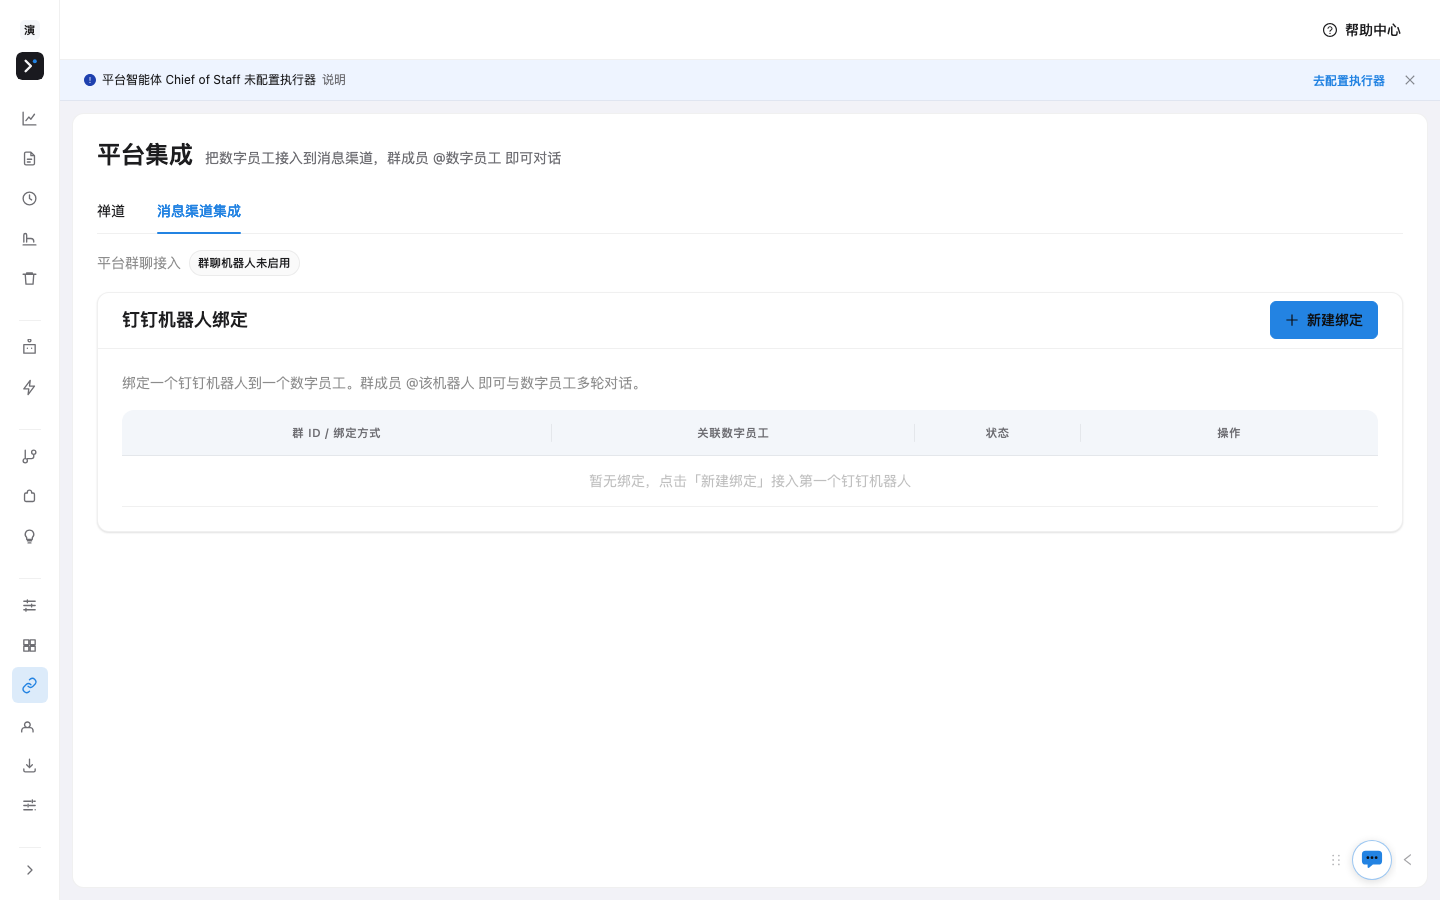 演
帮助中心
平台智能体 Chief of Staff 未配置执行器 说明
去配置执行器
平台集成
把数字员工接入到消息渠道，群成员 @数字员工 即可对话
禅道
消息渠道集成
平台群聊接入
群聊机器人未启用
钉钉机器人绑定
新建绑定
绑定一个钉钉机器人到一个数字员工。群成员 @该机器人 即可与数字员工多轮对话。
群 ID / 绑定方式
关联数字员工
状态
操作
暂无绑定，点击「新建绑定」接入第一个钉钉机器人